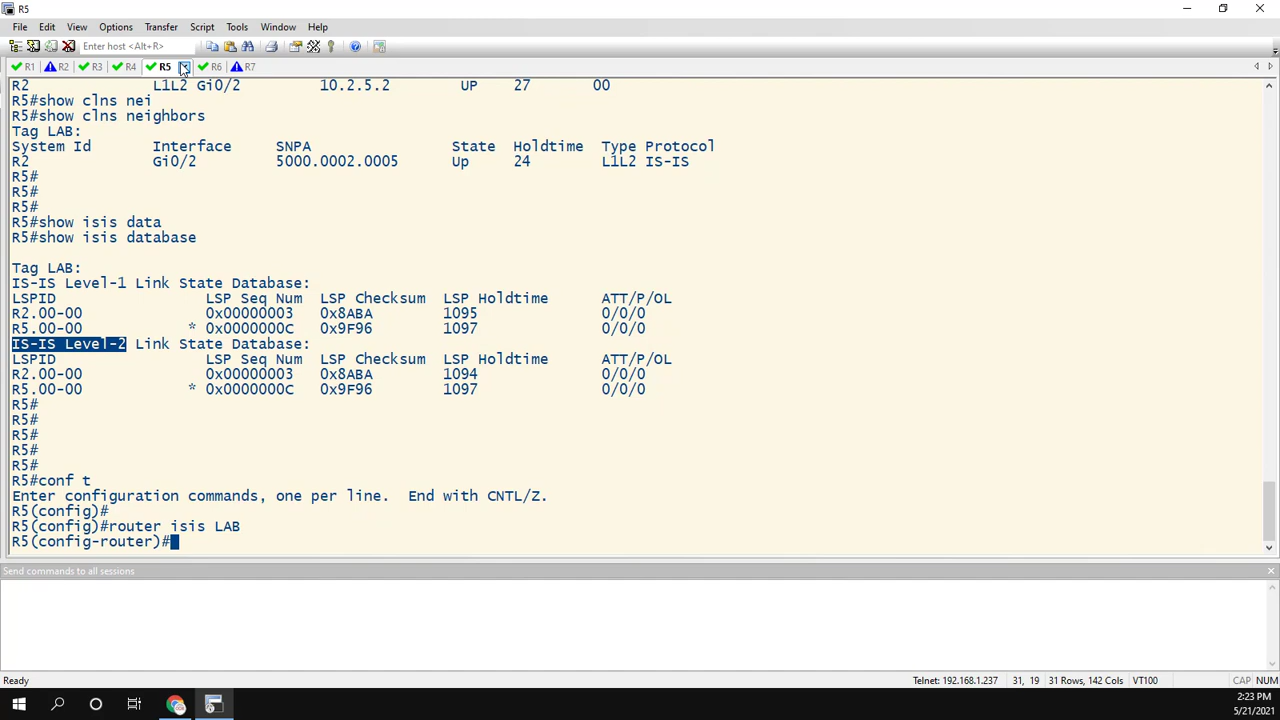 R5
File Edit View Options Transfer Script Tools Window Help
Enter host <Alt+R>
R1 R2 R3 R4 R5 R6 R7
R2 L1L2 Gi0/2 10.2.5.2 UP 27 00
R5#show clns nei
R5#show clns neighbors
Tag LAB:
System Id Interface SNPA State Holdtime Type Protocol
R2 Gi0/2 5000.0002.0005 Up 24 L1L2 IS-IS
R5#
R5#
R5#
R5#show isis data
R5#show isis database
Tag LAB:
IS-IS Level-1 Link State Database:
LSPID LSP Seq Num LSP Checksum LSP Holdtime ATT/P/OL
R2.00-00 0x00000003 0x8ABA 1095 0/0/0
R5.00-00 * 0x0000000C 0x9F96 1097 0/0/0
IS-IS Level-2 Link State Database:
LSPID LSP Seq Num LSP Checksum LSP Holdtime ATT/P/OL
R2.00-00 0x00000003 0x8ABA 1094 0/0/0
R5.00-00 * 0x0000000C 0x9F96 1097 0/0/0
R5#
R5#
R5#
R5#
R5#
R5#conf t
Enter configuration commands, one per line. End with CNTL/Z.
R5(config)#
R5(config)#router isis LAB
R5(config-router)#
Send commands to all sessions
Ready Telnet: 192.168.1.237 31, 19 31 Rows, 142 Cols VT100 CAP NUM
2:23 PM
5/21/2021